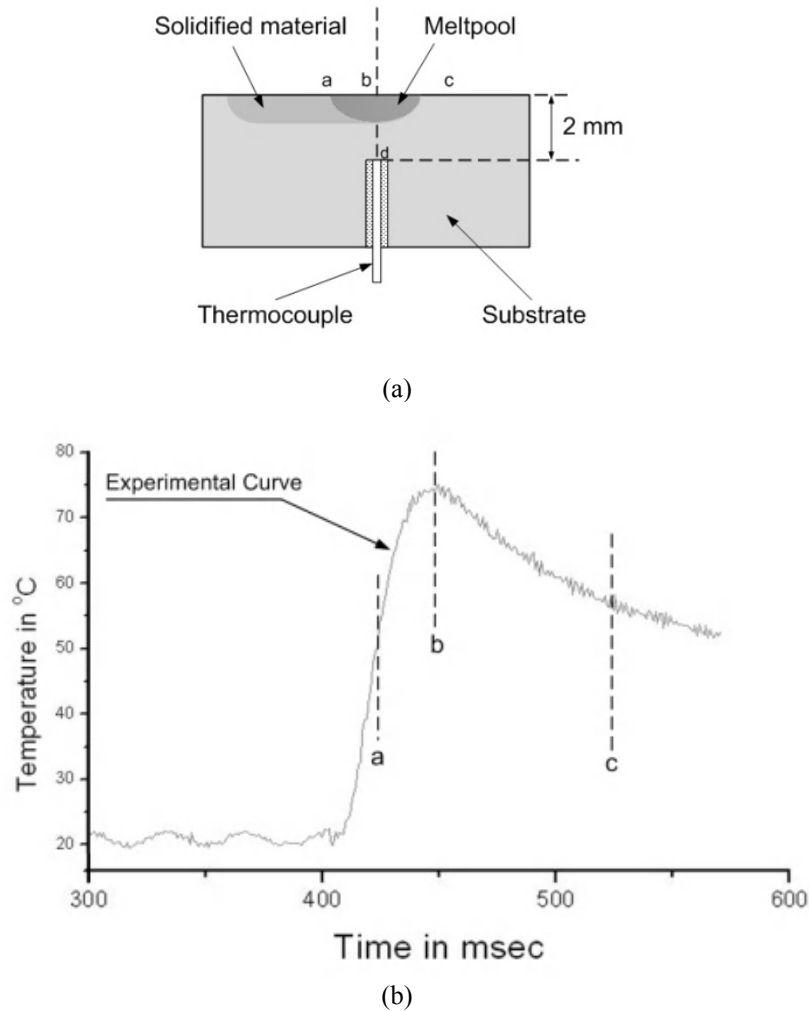 Solidified material
Meltpool
a b c
2 mm
d
Thermocouple
Substrate
(a)
80
70
60
50
40
30
20
Temperature in °C
Experimental Curve
a
b
c
300 400 500 600
Time in msec
(b)